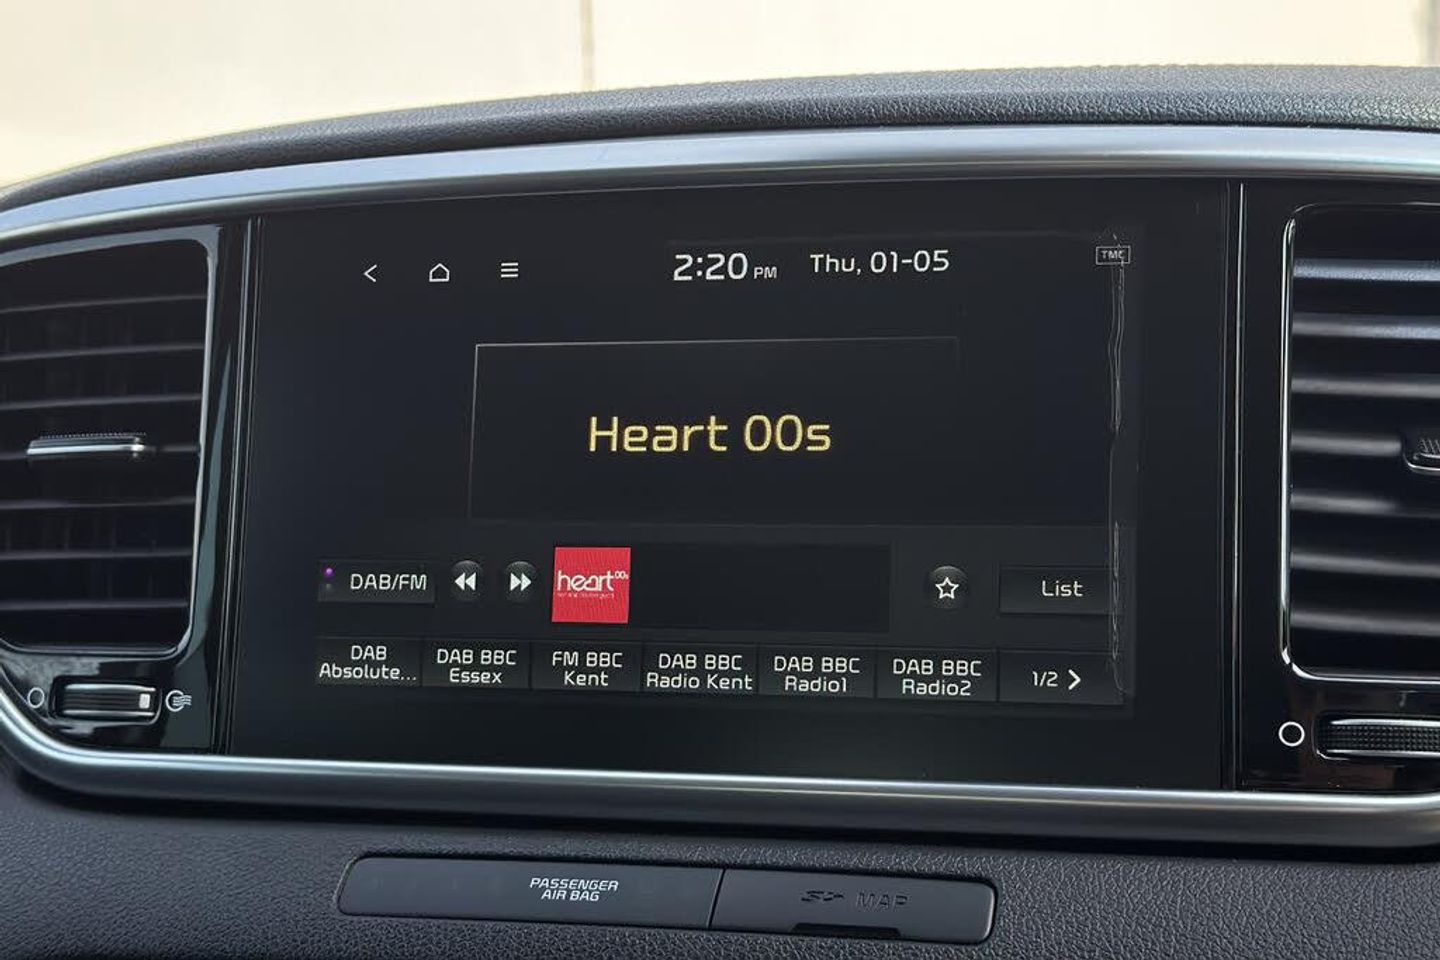 2:20 PM Thu, 01-05
TMC
Heart 00s
DAB/FM
heart 00s
List
DAB
Absolute...
DAB BBC
Essex
FM BBC
Kent
DAB BBC
Radio Kent
DAB BBC
Radio1
DAB BBC
Radio2
1/2
PASSENGER
AIR BAG
MAP